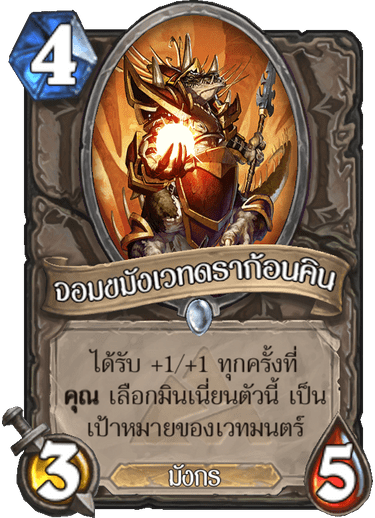 4
จอมขมังเวทดราก้อนคิน
ได้รับ +1/+1 ทุกครั้งที่
คุณ เลือกมินเนี่ยนตัวนี้ เป็น
เป้าหมายของเวทมนตร์
3
มังกร
5